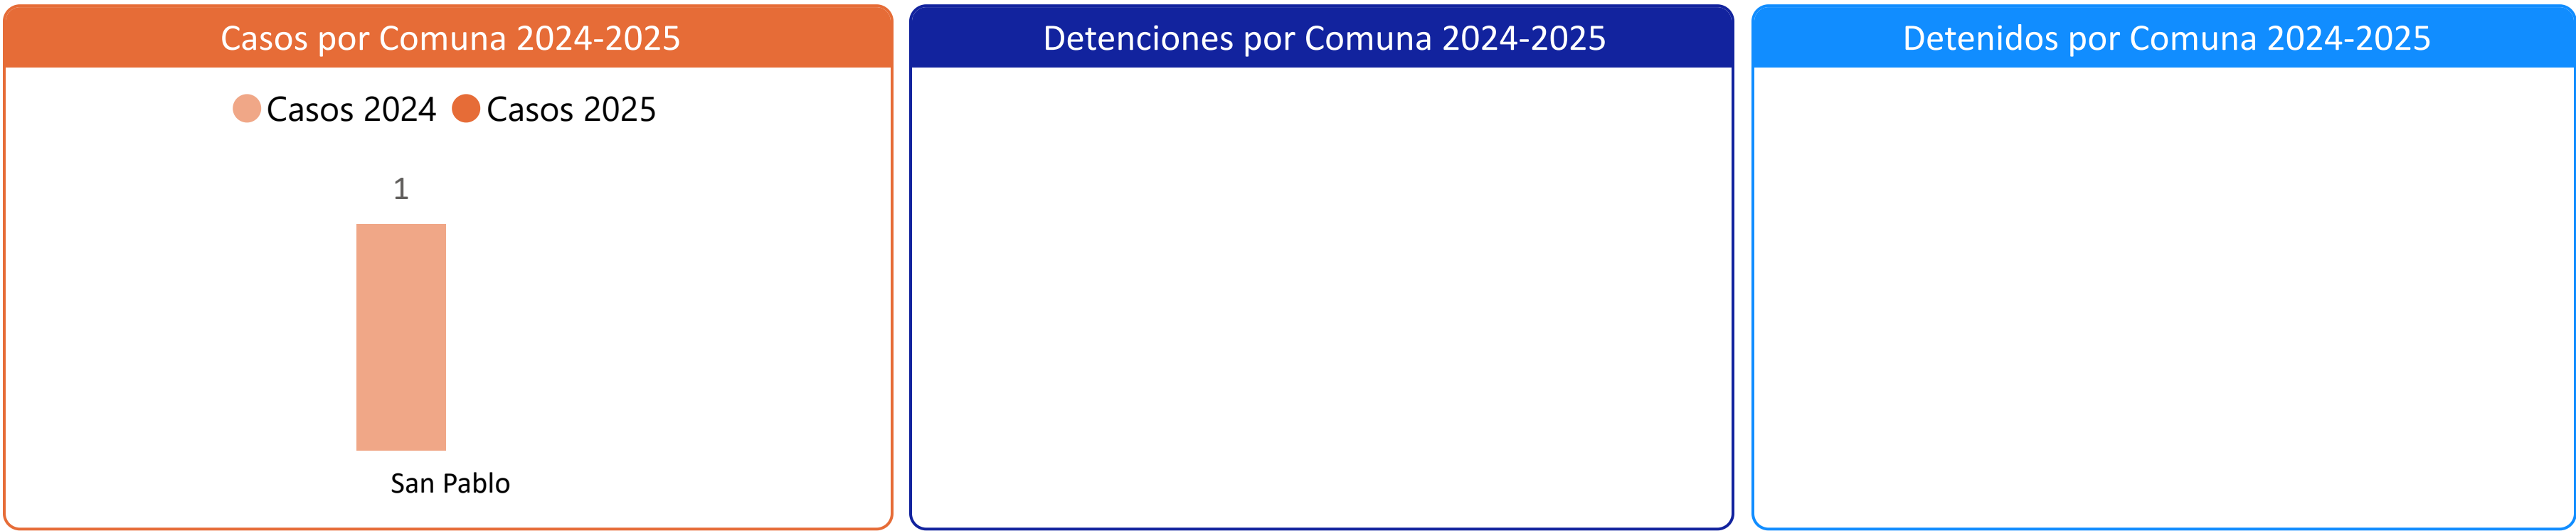 Casos por Comuna 2024-2025
Casos 2024 Casos 2025
1
San Pablo
Detenciones por Comuna 2024-2025
Detenidos por Comuna 2024-2025